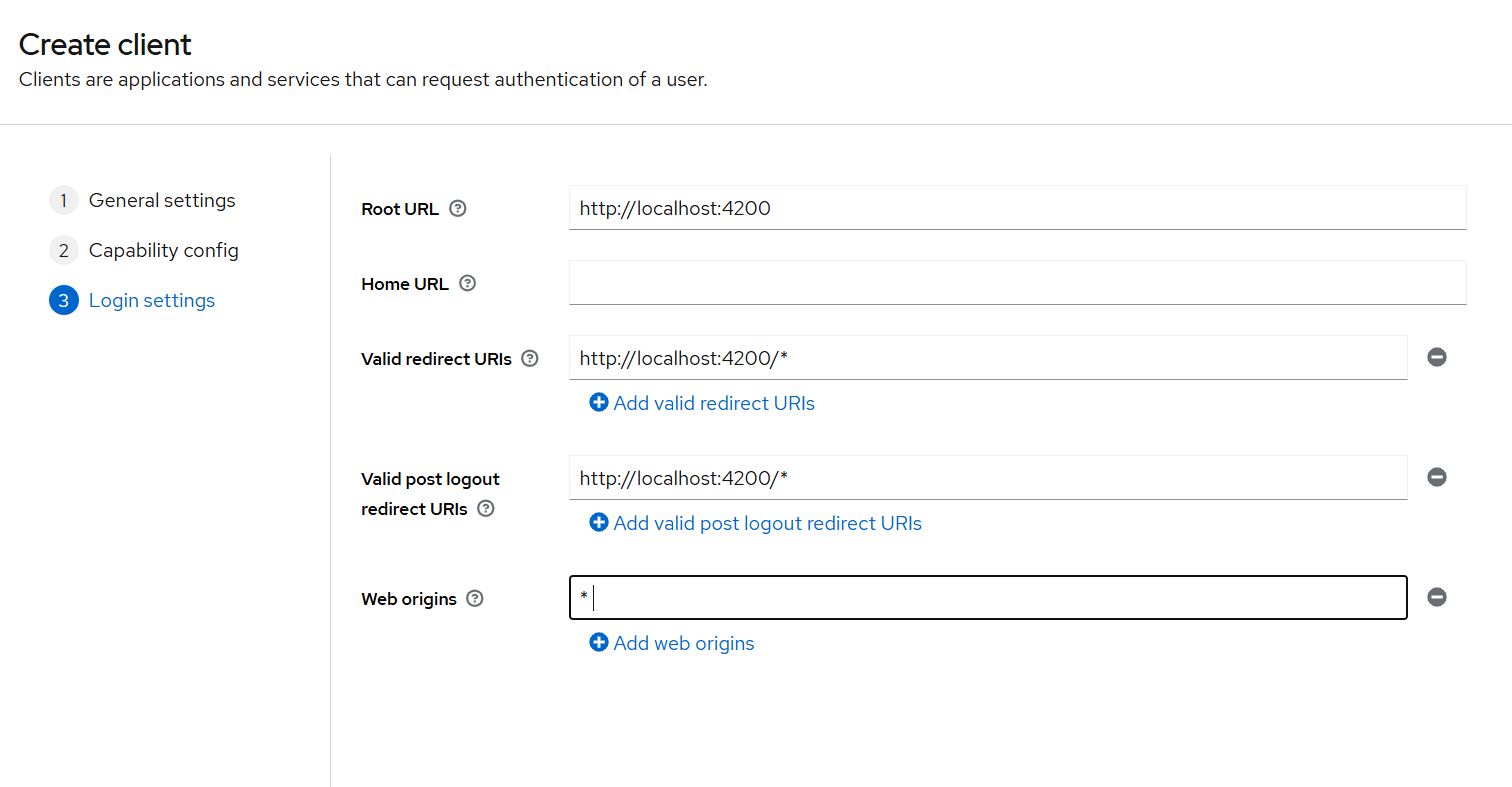 Create client
Clients are applications and services that can request authentication of a user.
1 General settings
2 Capability config
3 Login settings
Root URL ? http://localhost:4200
Home URL ?
Valid redirect URIs ? http://localhost:4200/*
Add valid redirect URIs
Valid post logout
redirect URIs ? http://localhost:4200/*
Add valid post logout redirect URIs
Web origins ? *
Add web origins